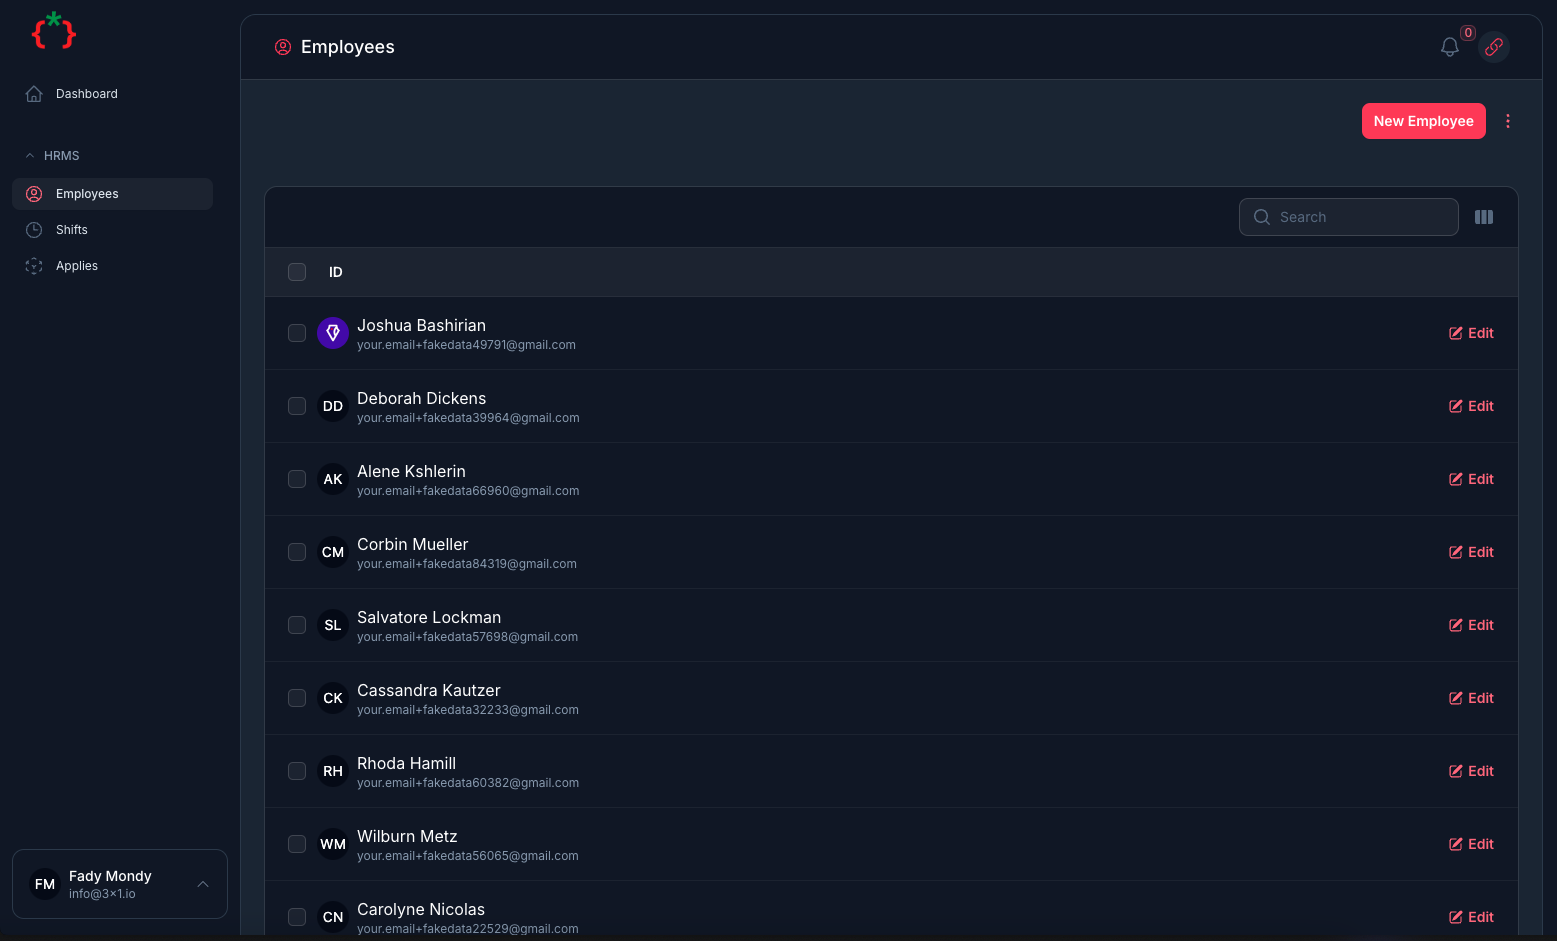 Dashboard
HRMS
Employees
Shifts
Applies
FM
Fady Mondy
info@3x1.io
Employees
0
New Employee
Search
ID
Joshua Bashirian
your.email+fakedata49791@gmail.com
Edit
DD
Deborah Dickens
your.email+fakedata39964@gmail.com
Edit
AK
Alene Kshlerin
your.email+fakedata66960@gmail.com
Edit
CM
Corbin Mueller
your.email+fakedata84319@gmail.com
Edit
SL
Salvatore Lockman
your.email+fakedata57698@gmail.com
Edit
CK
Cassandra Kautzer
your.email+fakedata32233@gmail.com
Edit
RH
Rhoda Hamill
your.email+fakedata60382@gmail.com
Edit
WM
Wilburn Metz
your.email+fakedata56065@gmail.com
Edit
CN
Carolyne Nicolas
your.email+fakedata22529@gmail.com
Edit